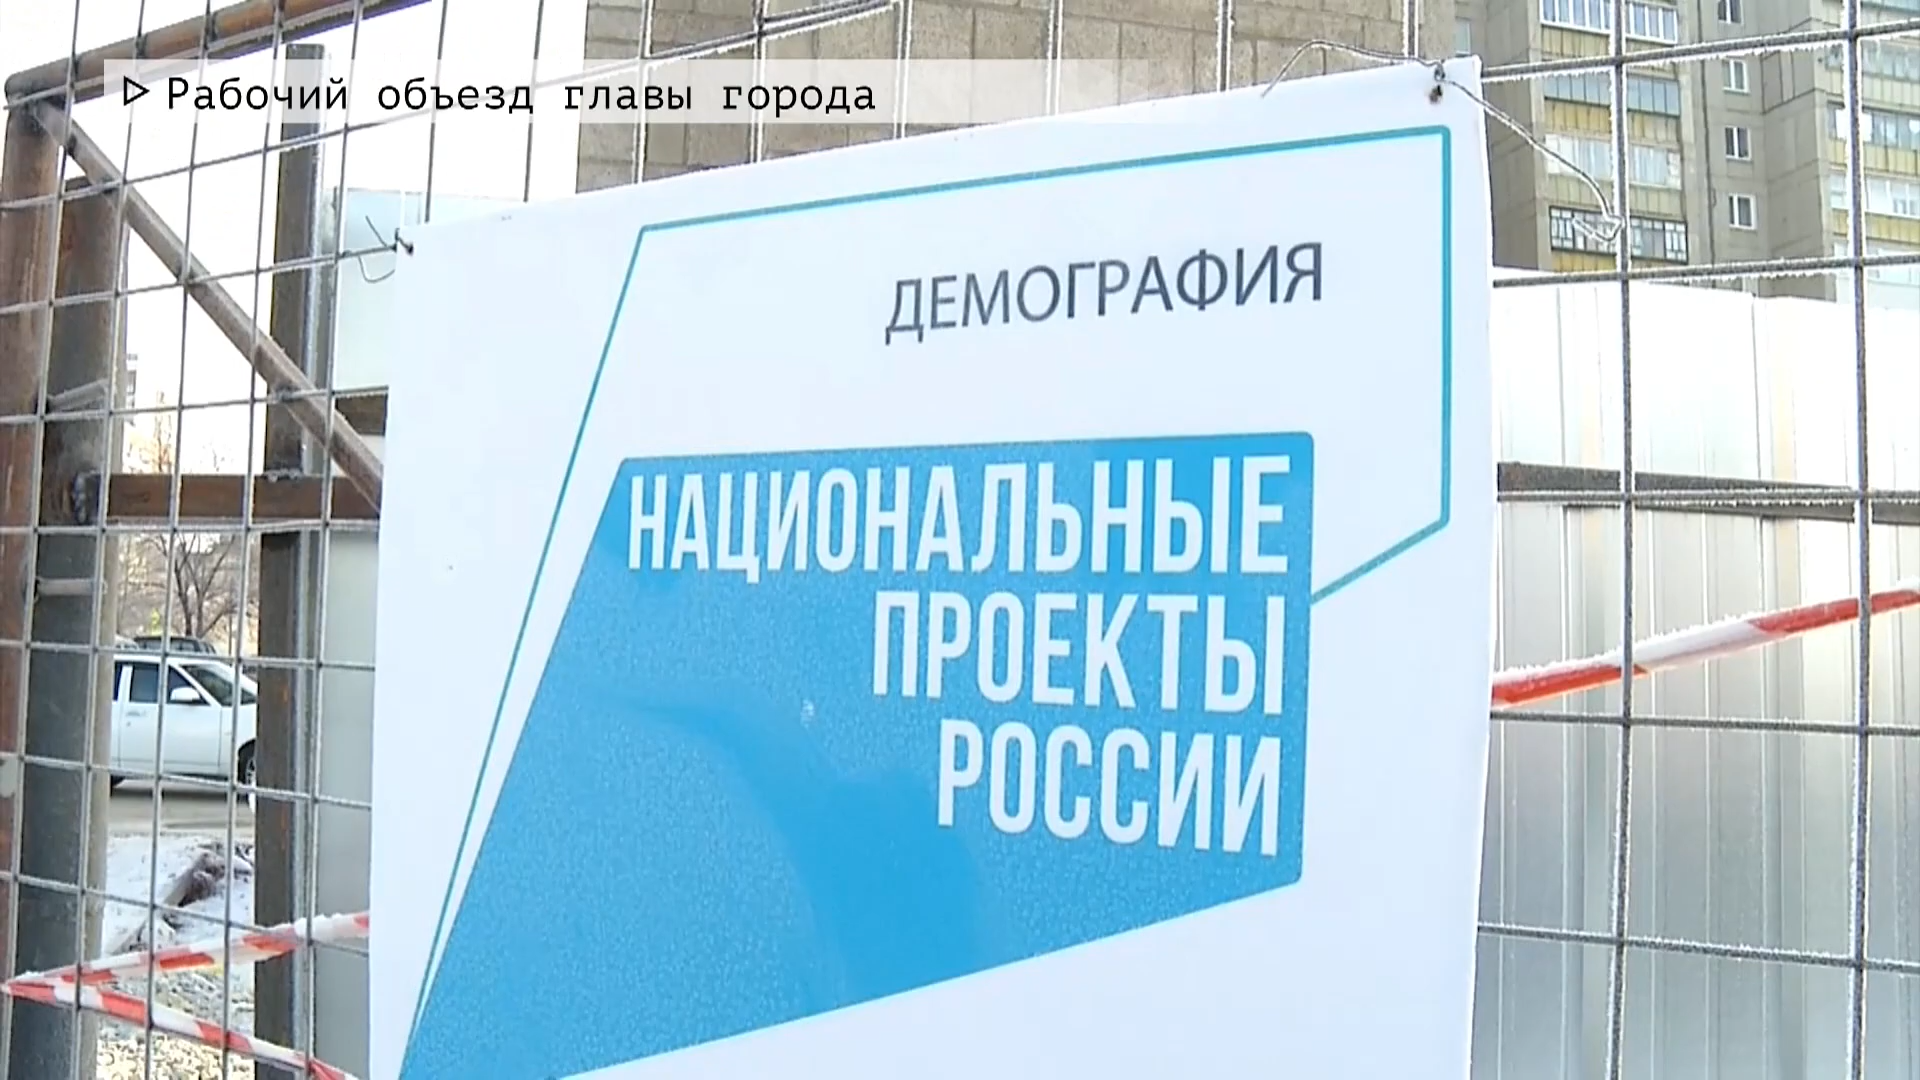 Рабочий объезд главы города
ДЕМОГРАФИЯ
НАЦИОНАЛЬНЫЕ
ПРОЕКТЫ
РОССИИ